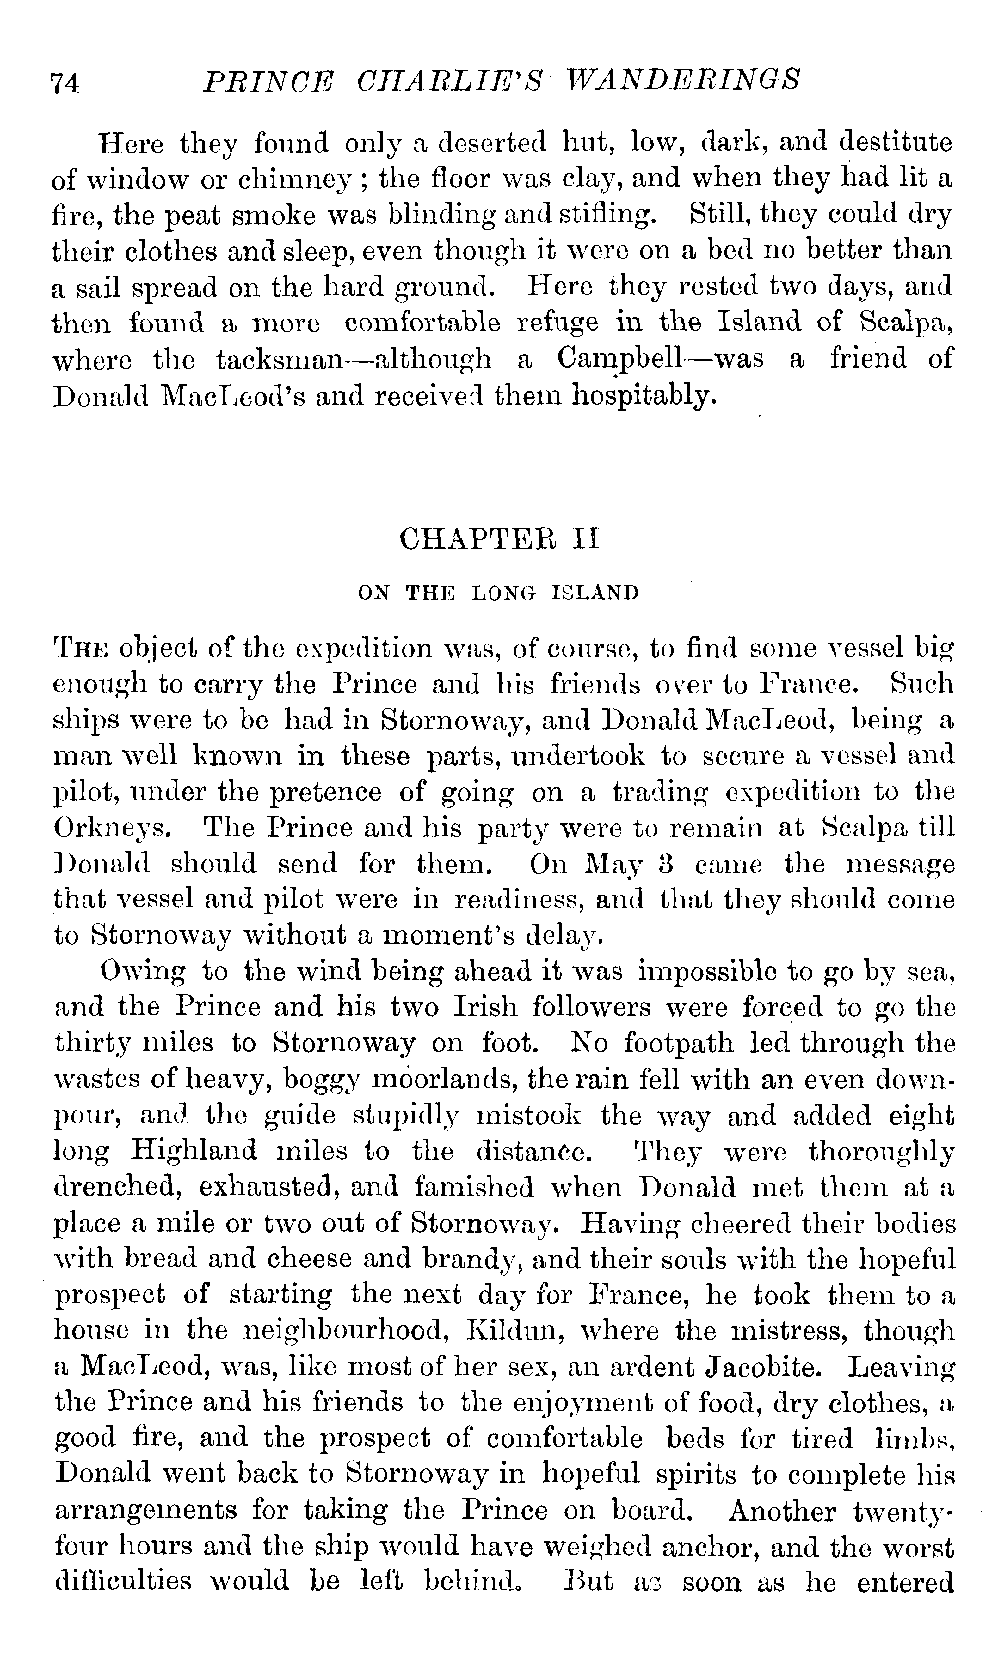 74 PRINCE CHARLIE'S WANDERINGS
Here they found only a deserted hut, low, dark, and destitute
of window or chimney ; the floor was clay, and when they had lit a
fire, the peat smoke was blinding and stifling. Still, they could dry
their clothes and sleep, even though it were on a bed no better than
a sail spread on the hard ground. Here they rested two days, and
then found a more comfortable refuge in the Island of Scalpa,
where the tacksman—although a Campbell—was a friend of
Donald MacLeod's and received them hospitably.
CHAPTER II
ON THE LONG ISLAND
THE object of the expedition was, of course, to find some vessel big
enough to carry the Prince and his friends over to France. Such
ships were to be had in Stornoway, and Donald MacLeod, being a
man well known in these parts, undertook to secure a vessel and
pilot, under the pretence of going on a trading expedition to the
Orkneys. The Prince and his party were to remain at Scalpa till
Donald should send for them. On May 3 came the message
that vessel and pilot were in readiness, and that they should come
to Stornoway without a moment's delay.
Owing to the wind being ahead it was impossible to go by sea,
and the Prince and his two Irish followers were forced to go the
thirty miles to Stornoway on foot. No footpath led through the
wastes of heavy, boggy moorlands, the rain fell with an even down-
pour, and the guide stupidly mistook the way and added eight
long Highland miles to the distance. They were thoroughly
drenched, exhausted, and famished when Donald met them at a
place a mile or two out of Stornoway. Having cheered their bodies
with bread and cheese and brandy, and their souls with the hopeful
prospect of starting the next day for France, he took them to a
house in the neighbourhood, Kildun, where the mistress, though
a MacLeod, was, like most of her sex, an ardent Jacobite. Leaving
the Prince and his friends to the enjoyment of food, dry clothes, a
good fire, and the prospect of comfortable beds for tired limbs,
Donald went back to Stornoway in hopeful spirits to complete his
arrangements for taking the Prince on board. Another twenty-
four hours and the ship would have weighed anchor, and the worst
difficulties would be left behind. But as soon as he entered